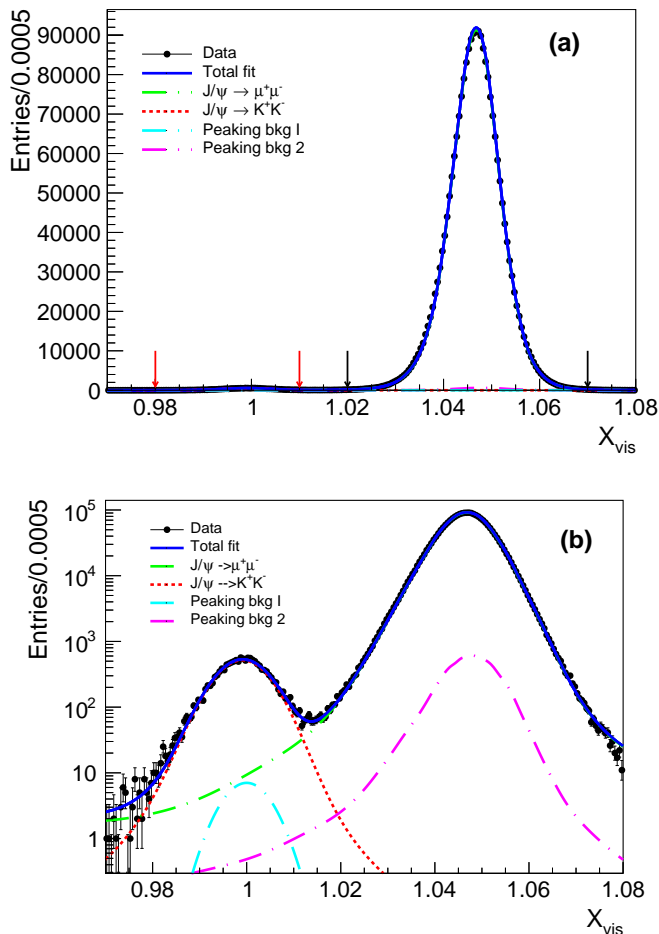 Entries/0.0005
(a)
Data
Total fit
J/ψ → μ⁺μ⁻
J/ψ → K⁺K⁻
Peaking bkg I
Peaking bkg 2
90000
80000
70000
60000
50000
40000
30000
20000
10000
0
0.98 1 1.02 1.04 1.06 1.08
X_vis
Entries/0.0005
(b)
Data
Total fit
J/ψ ->μ⁺μ⁻
J/ψ -->K⁺K⁻
Peaking bkg I
Peaking bkg 2
10⁵
10⁴
10³
10²
10
1
0.98 1 1.02 1.04 1.06 1.08
X_vis